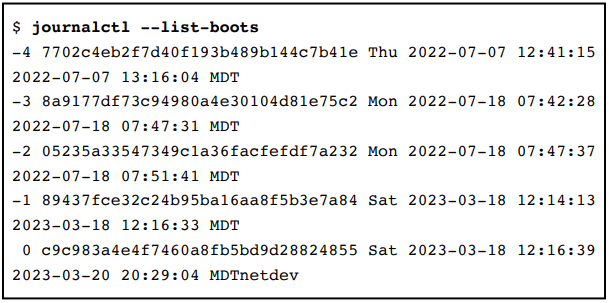 $ journalctl --list-boots
-4 7702c4eb2f7d40f193b489b144c7b41e Thu 2022-07-07 12:41:15
2022-07-07 13:16:04 MDT
-3 8a9177df73c94980a4e30104d81e75c2 Mon 2022-07-18 07:42:28
2022-07-18 07:47:31 MDT
-2 05235a33547349c1a36facfefdf7a232 Mon 2022-07-18 07:47:37
2022-07-18 07:51:41 MDT
-1 89437fce32c24b95ba16aa8f5b3e7a84 Sat 2023-03-18 12:14:13
2023-03-18 12:16:33 MDT
 0 c9c983a4e4f7460a8fb5bd9d28824855 Sat 2023-03-18 12:16:39
2023-03-20 20:29:04 MDTnetdev